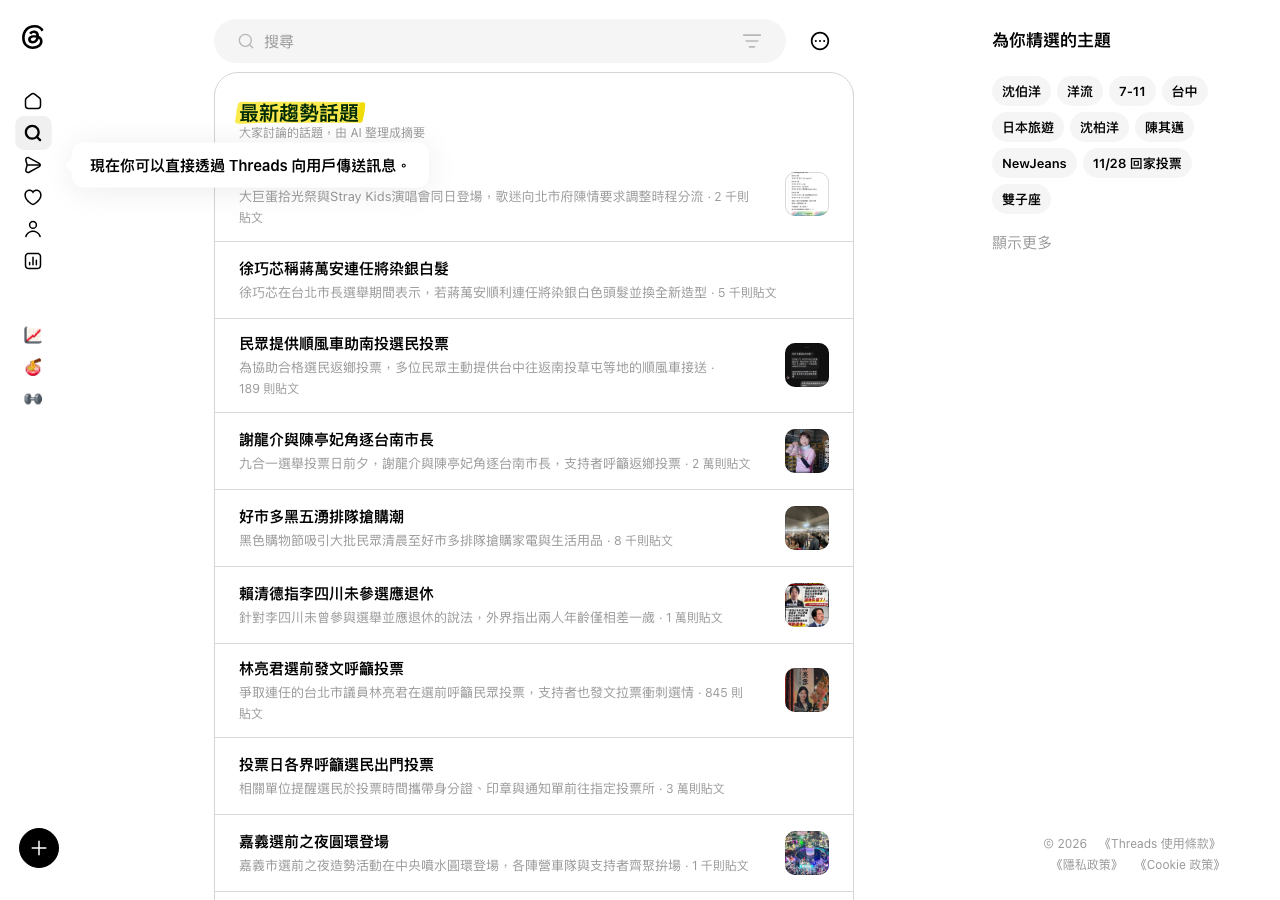 搜尋
最新趨勢話題
大家討論的話題，由 AI 整理成摘要
現在你可以直接透過 Threads 向用戶傳送訊息。
大巨蛋拾光祭與Stray Kids演唱會同日登場，歌迷向北市府陳情要求調整時程分流 · 2 千則
貼文
徐巧芯稱蔣萬安連任將染銀白髮
徐巧芯在台北市長選舉期間表示，若蔣萬安順利連任將染銀白色頭髮並換全新造型 · 5 千則貼文
民眾提供順風車助南投選民投票
為協助合格選民返鄉投票，多位民眾主動提供台中往返南投草屯等地的順風車接送 ·
189 則貼文
謝龍介與陳亭妃角逐台南市長
九合一選舉投票日前夕，謝龍介與陳亭妃角逐台南市長，支持者呼籲返鄉投票 · 2 萬則貼文
好市多黑五湧排隊搶購潮
黑色購物節吸引大批民眾清晨至好市多排隊搶購家電與生活用品 · 8 千則貼文
賴清德指李四川未參選應退休
針對李四川未曾參與選舉並應退休的說法，外界指出兩人年齡僅相差一歲 · 1 萬則貼文
林亮君選前發文呼籲投票
爭取連任的台北市議員林亮君在選前呼籲民眾投票，支持者也發文拉票衝刺選情 · 845 則
貼文
投票日各界呼籲選民出門投票
相關單位提醒選民於投票時間攜帶身分證、印章與通知單前往指定投票所 · 3 萬則貼文
嘉義選前之夜圓環登場
嘉義市選前之夜造勢活動在中央噴水圓環登場，各陣營車隊與支持者齊聚拚場 · 1 千則貼文
為你精選的主題
沈伯洋 洋流 7-11 台中
日本旅遊 沈柏洋 陳其邁
NewJeans 11/28 回家投票
雙子座
顯示更多
© 2026 《Threads 使用條款》
《隱私政策》 《Cookie 政策》